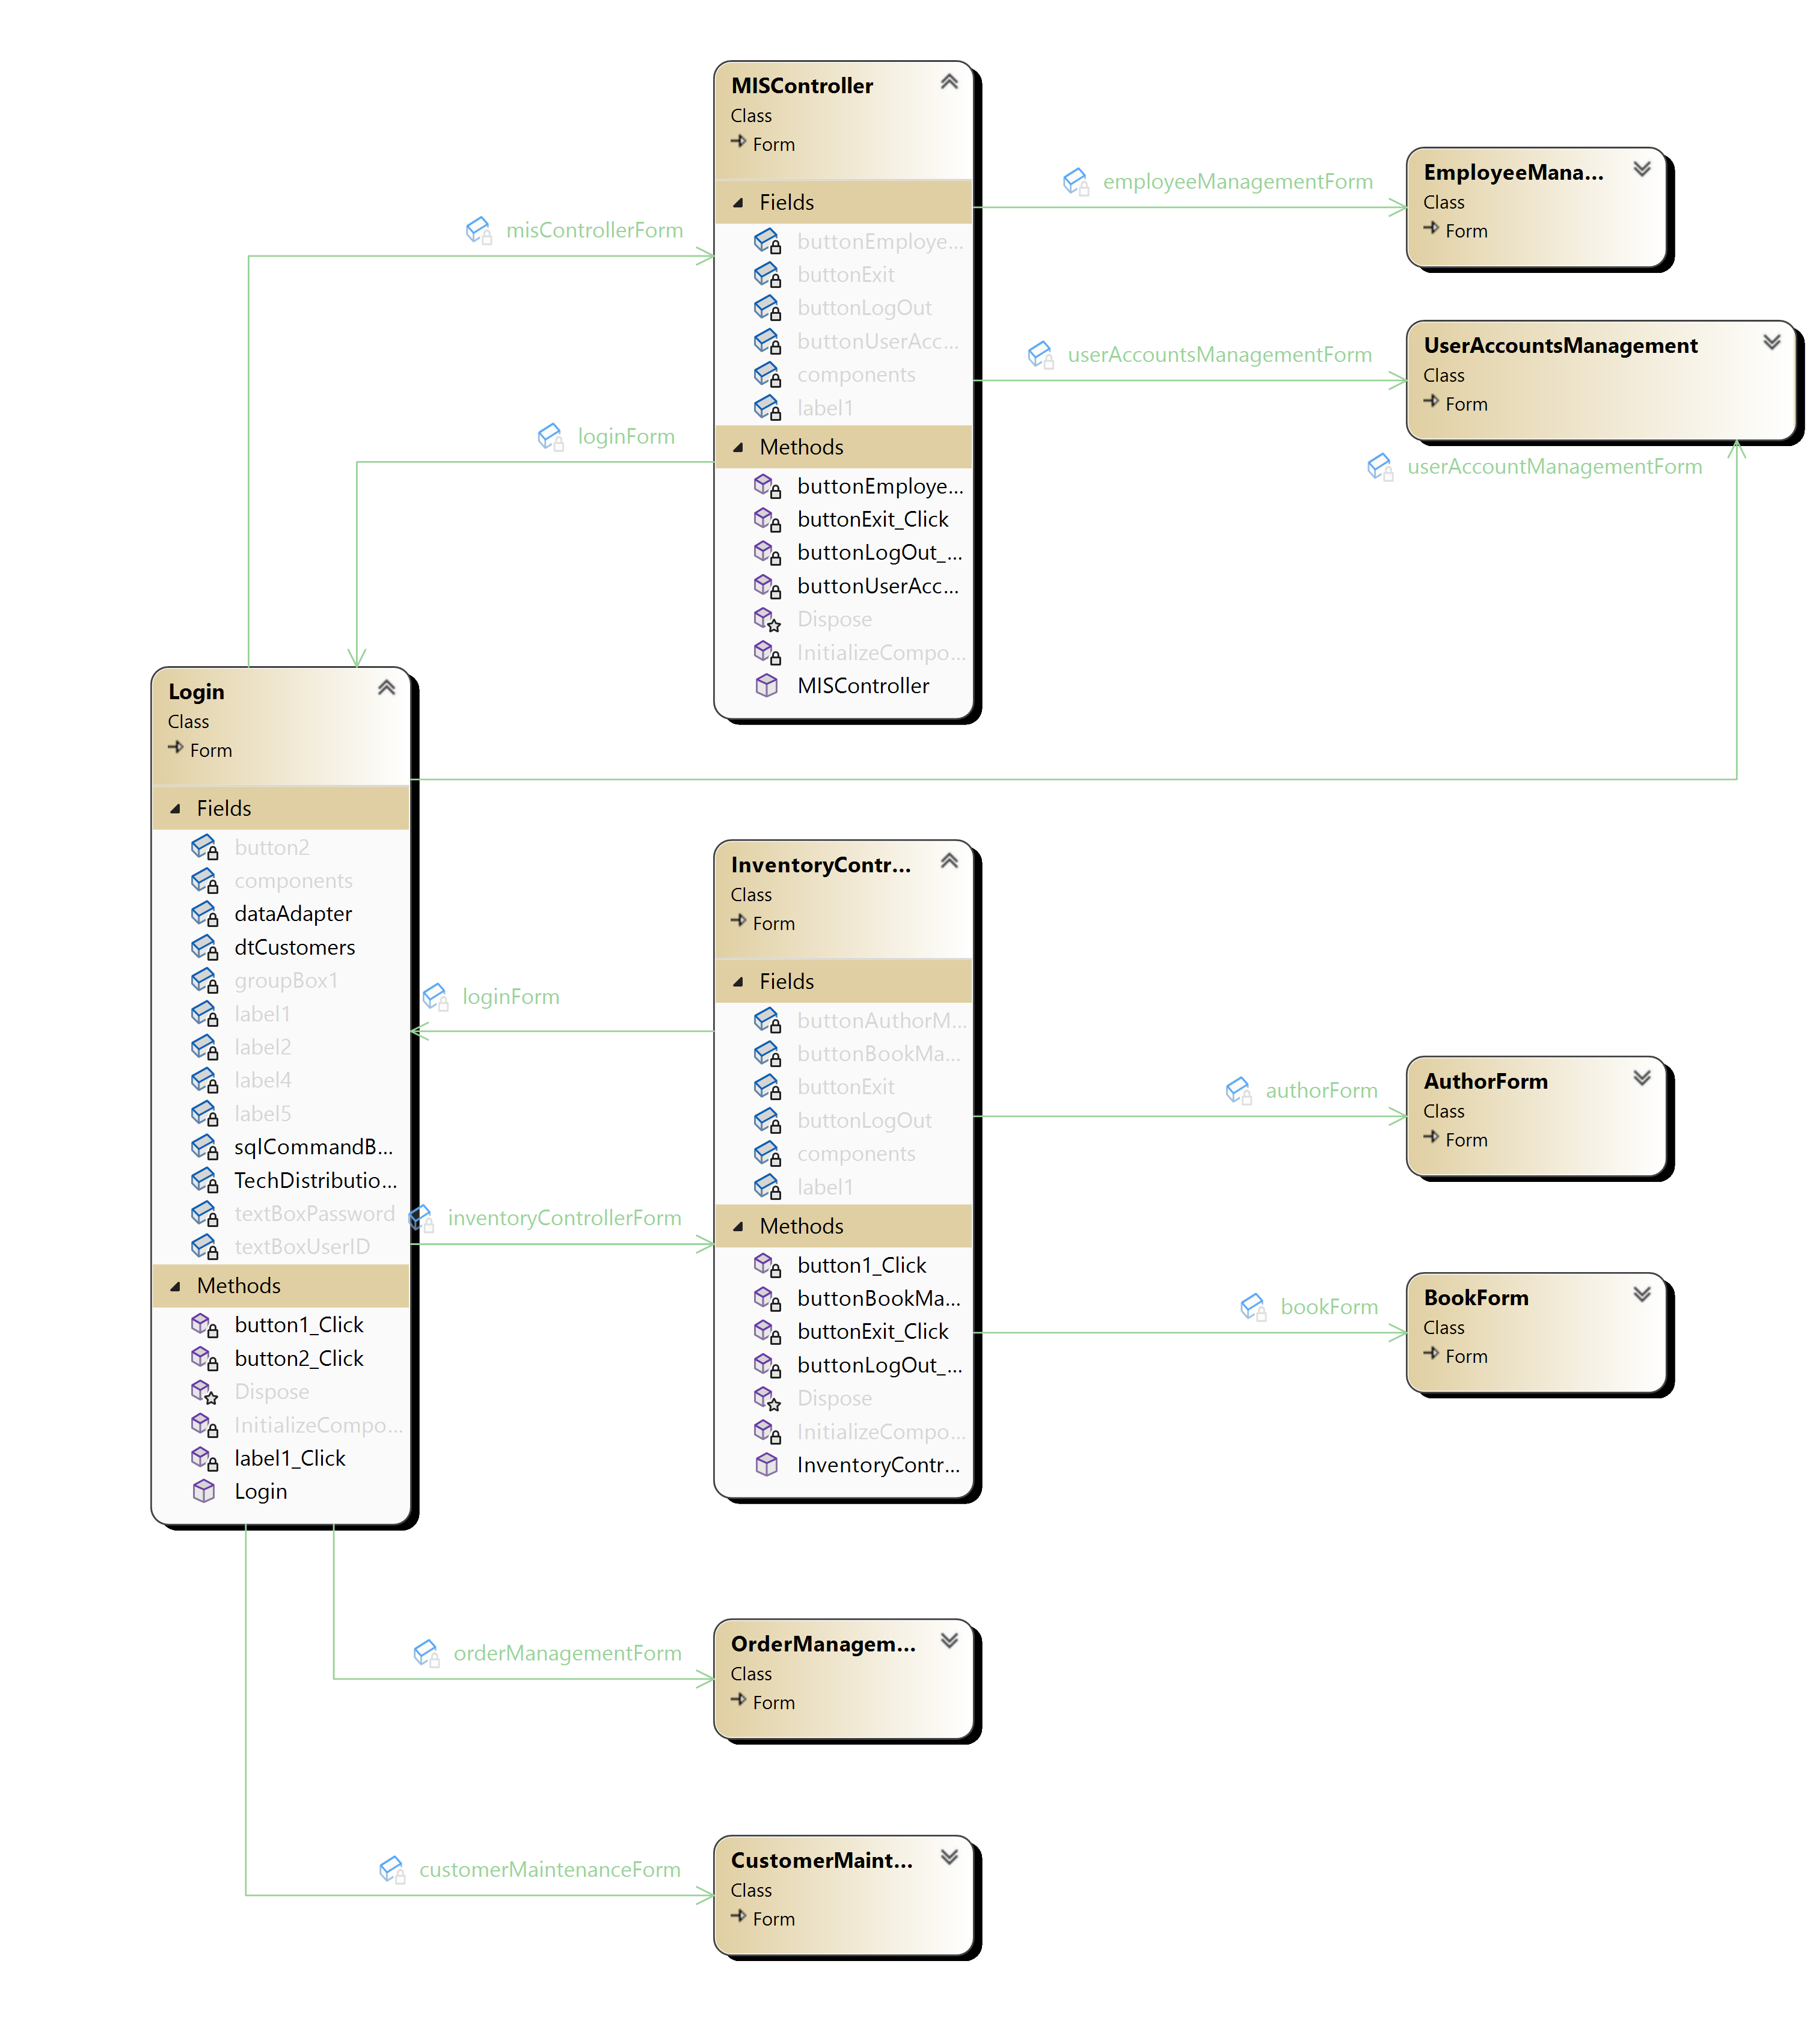 MISController
Class
Form
Fields
buttonEmploye...
buttonExit
buttonLogOut
buttonUserAcc...
components
label1
Methods
buttonEmploye...
buttonExit_Click
buttonLogOut_...
buttonUserAcc...
Dispose
InitializeCompo...
MISController
misControllerForm
loginForm
employeeManagementForm
EmployeeMana...
Class
Form
userAccountsManagementForm
UserAccountsManagement
Class
Form
userAccountManagementForm
Login
Class
Form
Fields
button2
components
dataAdapter
dtCustomers
groupBox1
label1
label2
label4
label5
sqlCommandB...
TechDistributio...
textBoxPassword
textBoxUserID
Methods
button1_Click
button2_Click
Dispose
InitializeCompo...
label1_Click
Login
loginForm
inventoryControllerForm
InventoryContr...
Class
Form
Fields
buttonAuthorM...
buttonBookMa...
buttonExit
buttonLogOut
components
label1
Methods
button1_Click
buttonBookMa...
buttonExit_Click
buttonLogOut_...
Dispose
InitializeCompo...
InventoryContr...
authorForm
AuthorForm
Class
Form
bookForm
BookForm
Class
Form
orderManagementForm
OrderManagem...
Class
Form
customerMaintenanceForm
CustomerMaint...
Class
Form